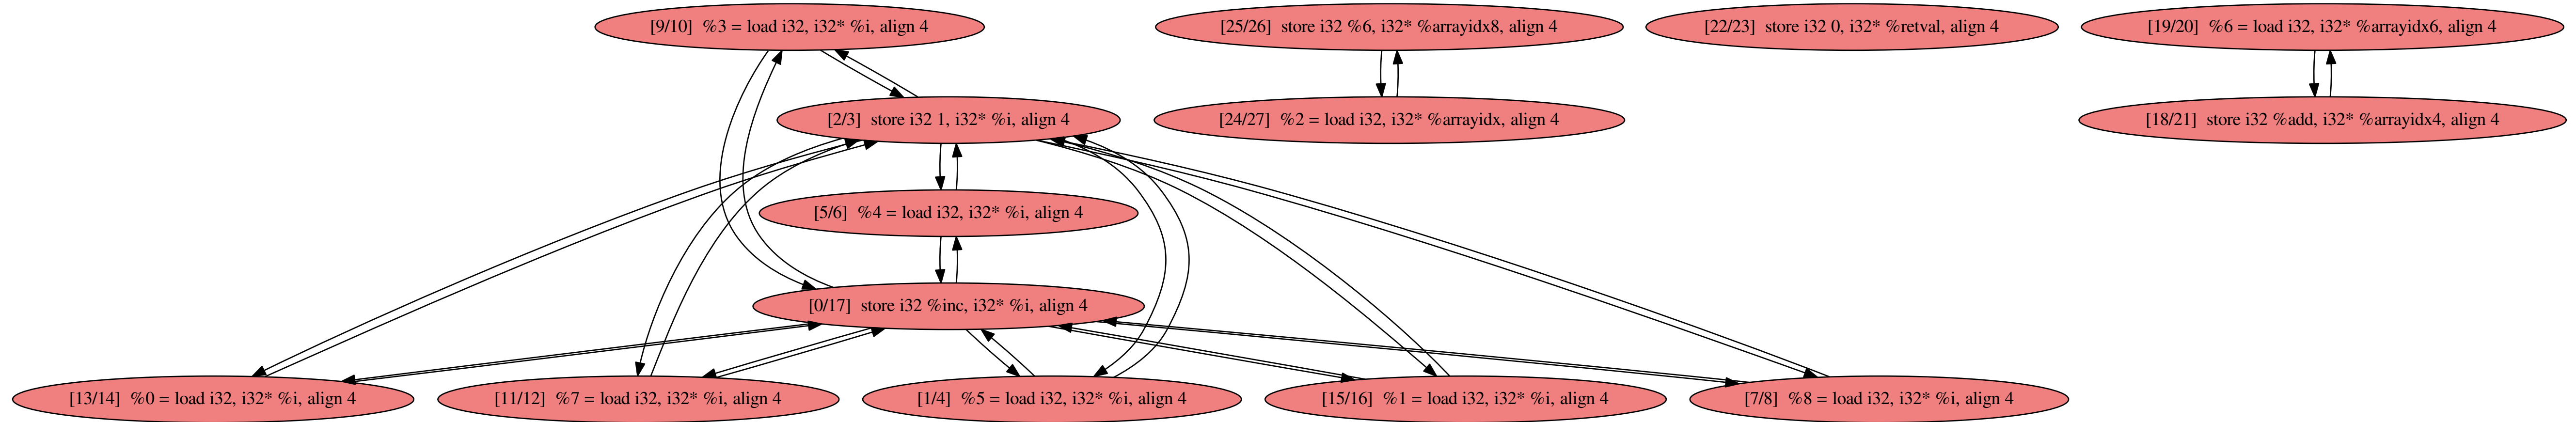 [9/10]  %3 = load i32, i32* %i, align 4
[25/26]  store i32 %6, i32* %arrayidx8, align 4
[22/23]  store i32 0, i32* %retval, align 4
[19/20]  %6 = load i32, i32* %arrayidx6, align 4
[2/3]  store i32 1, i32* %i, align 4
[24/27]  %2 = load i32, i32* %arrayidx, align 4
[18/21]  store i32 %add, i32* %arrayidx4, align 4
[5/6]  %4 = load i32, i32* %i, align 4
[0/17]  store i32 %inc, i32* %i, align 4
[13/14]  %0 = load i32, i32* %i, align 4
[11/12]  %7 = load i32, i32* %i, align 4
[1/4]  %5 = load i32, i32* %i, align 4
[15/16]  %1 = load i32, i32* %i, align 4
[7/8]  %8 = load i32, i32* %i, align 4